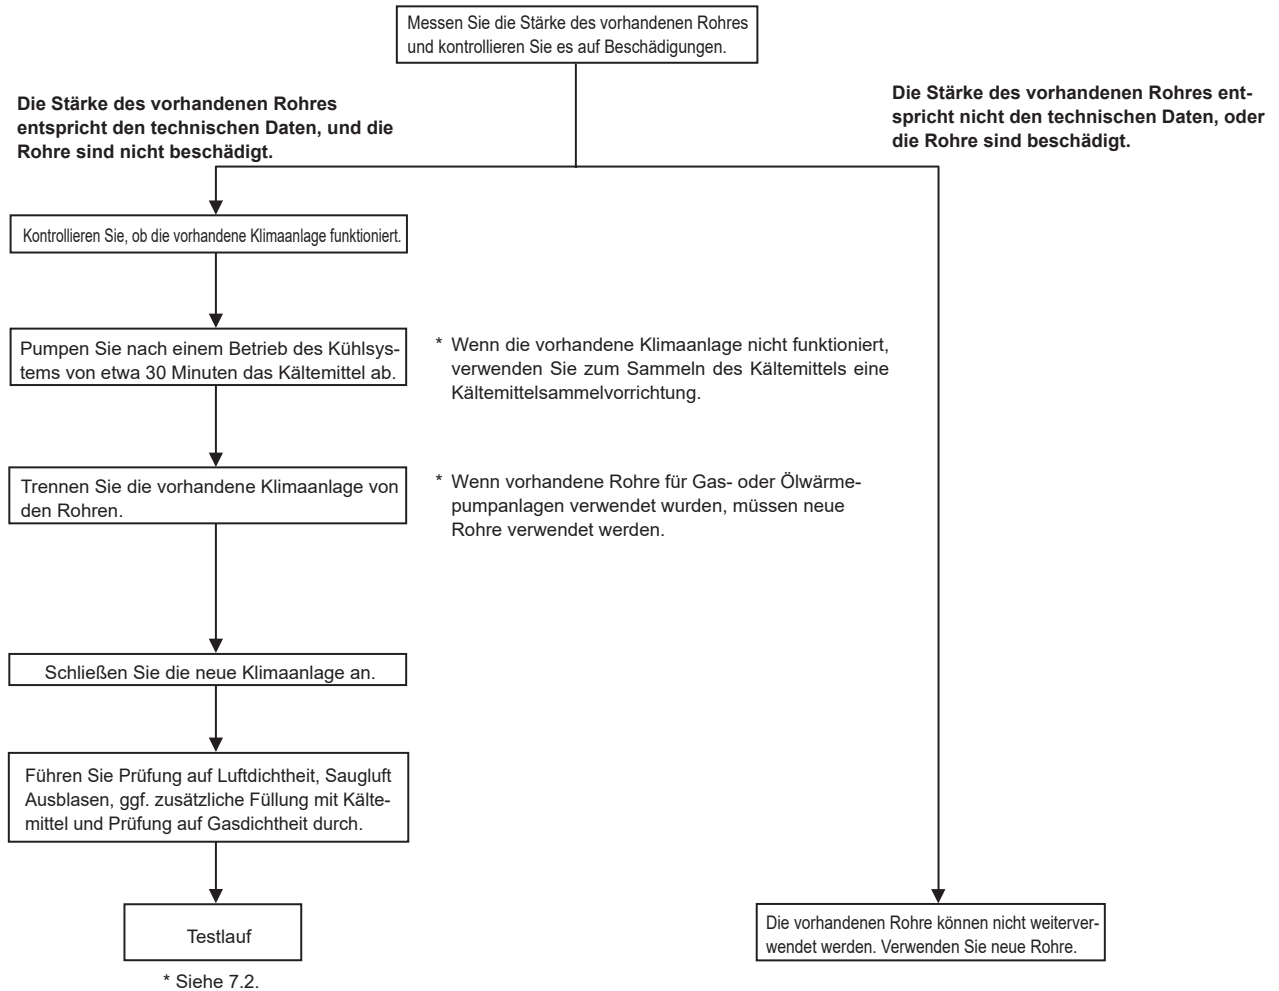 Messen Sie die Stärke des vorhandenen Rohres
und kontrollieren Sie es auf Beschädigungen.
Die Stärke des vorhandenen Rohres
entspricht den technischen Daten, und die
Rohre sind nicht beschädigt.
Die Stärke des vorhandenen Rohres ent-
spricht nicht den technischen Daten, oder
die Rohre sind beschädigt.
Kontrollieren Sie, ob die vorhandene Klimaanlage funktioniert.
Pumpen Sie nach einem Betrieb des Kühlsys-
tems von etwa 30 Minuten das Kältemittel ab.
* Wenn die vorhandene Klimaanlage nicht funktioniert,
verwenden Sie zum Sammeln des Kältemittels eine
Kältemittelsammelvorrichtung.
Trennen Sie die vorhandene Klimaanlage von
den Rohren.
* Wenn vorhandene Rohre für Gas- oder Ölwärme-
pumpanlagen verwendet wurden, müssen neue
Rohre verwendet werden.
Schließen Sie die neue Klimaanlage an.
Führen Sie Prüfung auf Luftdichtheit, Saugluft
Ausblasen, ggf. zusätzliche Füllung mit Kälte-
mittel und Prüfung auf Gasdichtheit durch.
Testlauf
* Siehe 7.2.
Die vorhandenen Rohre können nicht weiterver-
wendet werden. Verwenden Sie neue Rohre.